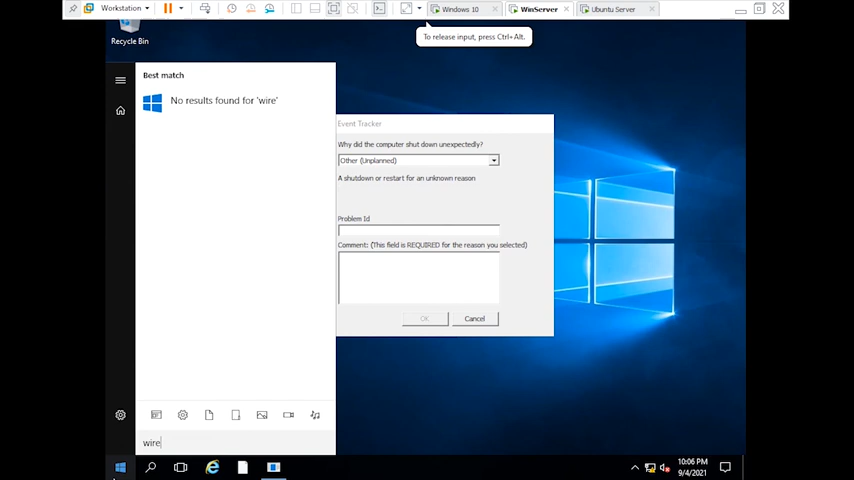 Workstation
Windows 10
WinServer
Ubuntu Server
To release input, press Ctrl+Alt.
Recycle Bin
Best match
No results found for 'wire'
Event Tracker
Why did the computer shut down unexpectedly?
Other (Unplanned)
A shutdown or restart for an unknown reason
Problem Id
Comment: (This field is REQUIRED for the reason you selected)
OK
Cancel
wire
10:06 PM
9/4/2021